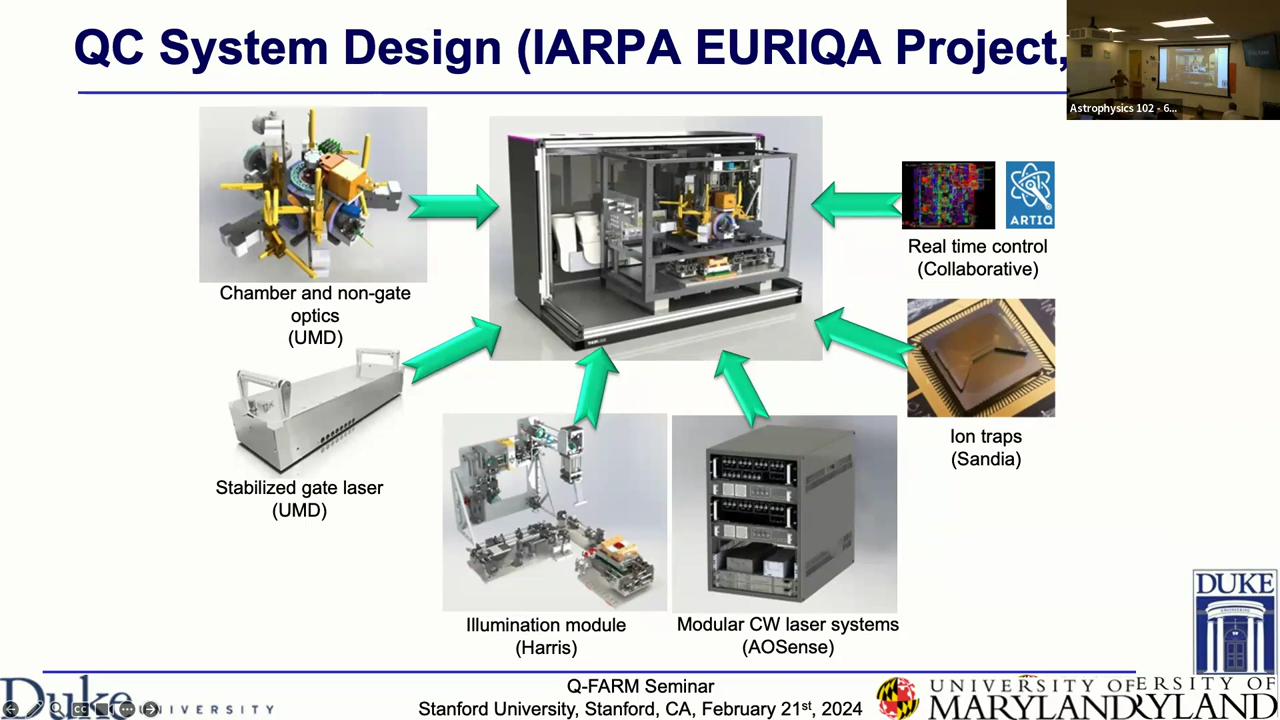 QC System Design (IARPA EURIQA Project,
Astrophysics 102 - 6...
ARTIQ
Real time control
(Collaborative)
Chamber and non-gate
optics
(UMD)
Ion traps
(Sandia)
Stabilized gate laser
(UMD)
Illumination module
(Harris)
Modular CW laser systems
(AOSense)
DUKE
Q-FARM Seminar
Stanford University, Stanford, CA, February 21st, 2024
Duke
UNIVERSITY
UNIVERSITY OF
MARYLAND